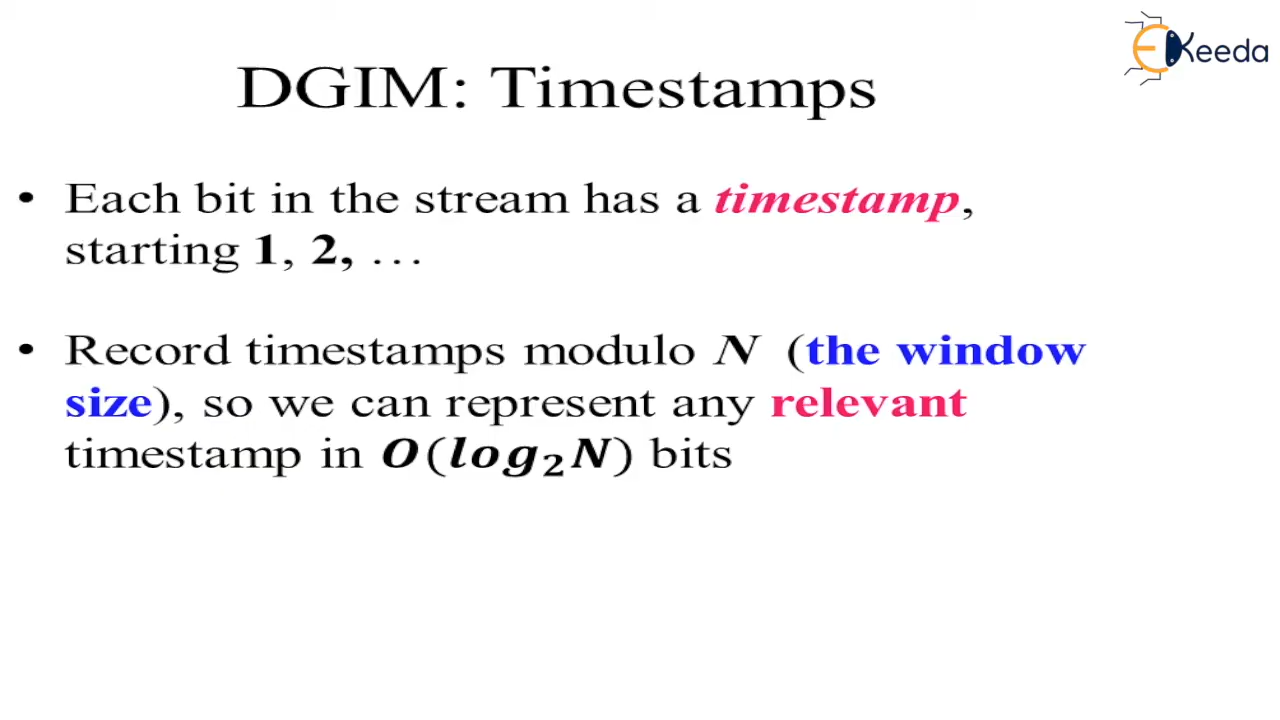 EKeeda
DGIM: Timestamps
• Each bit in the stream has a timestamp,
starting 1, 2, …
• Record timestamps modulo N (the window
size), so we can represent any relevant
timestamp in O(log₂N) bits